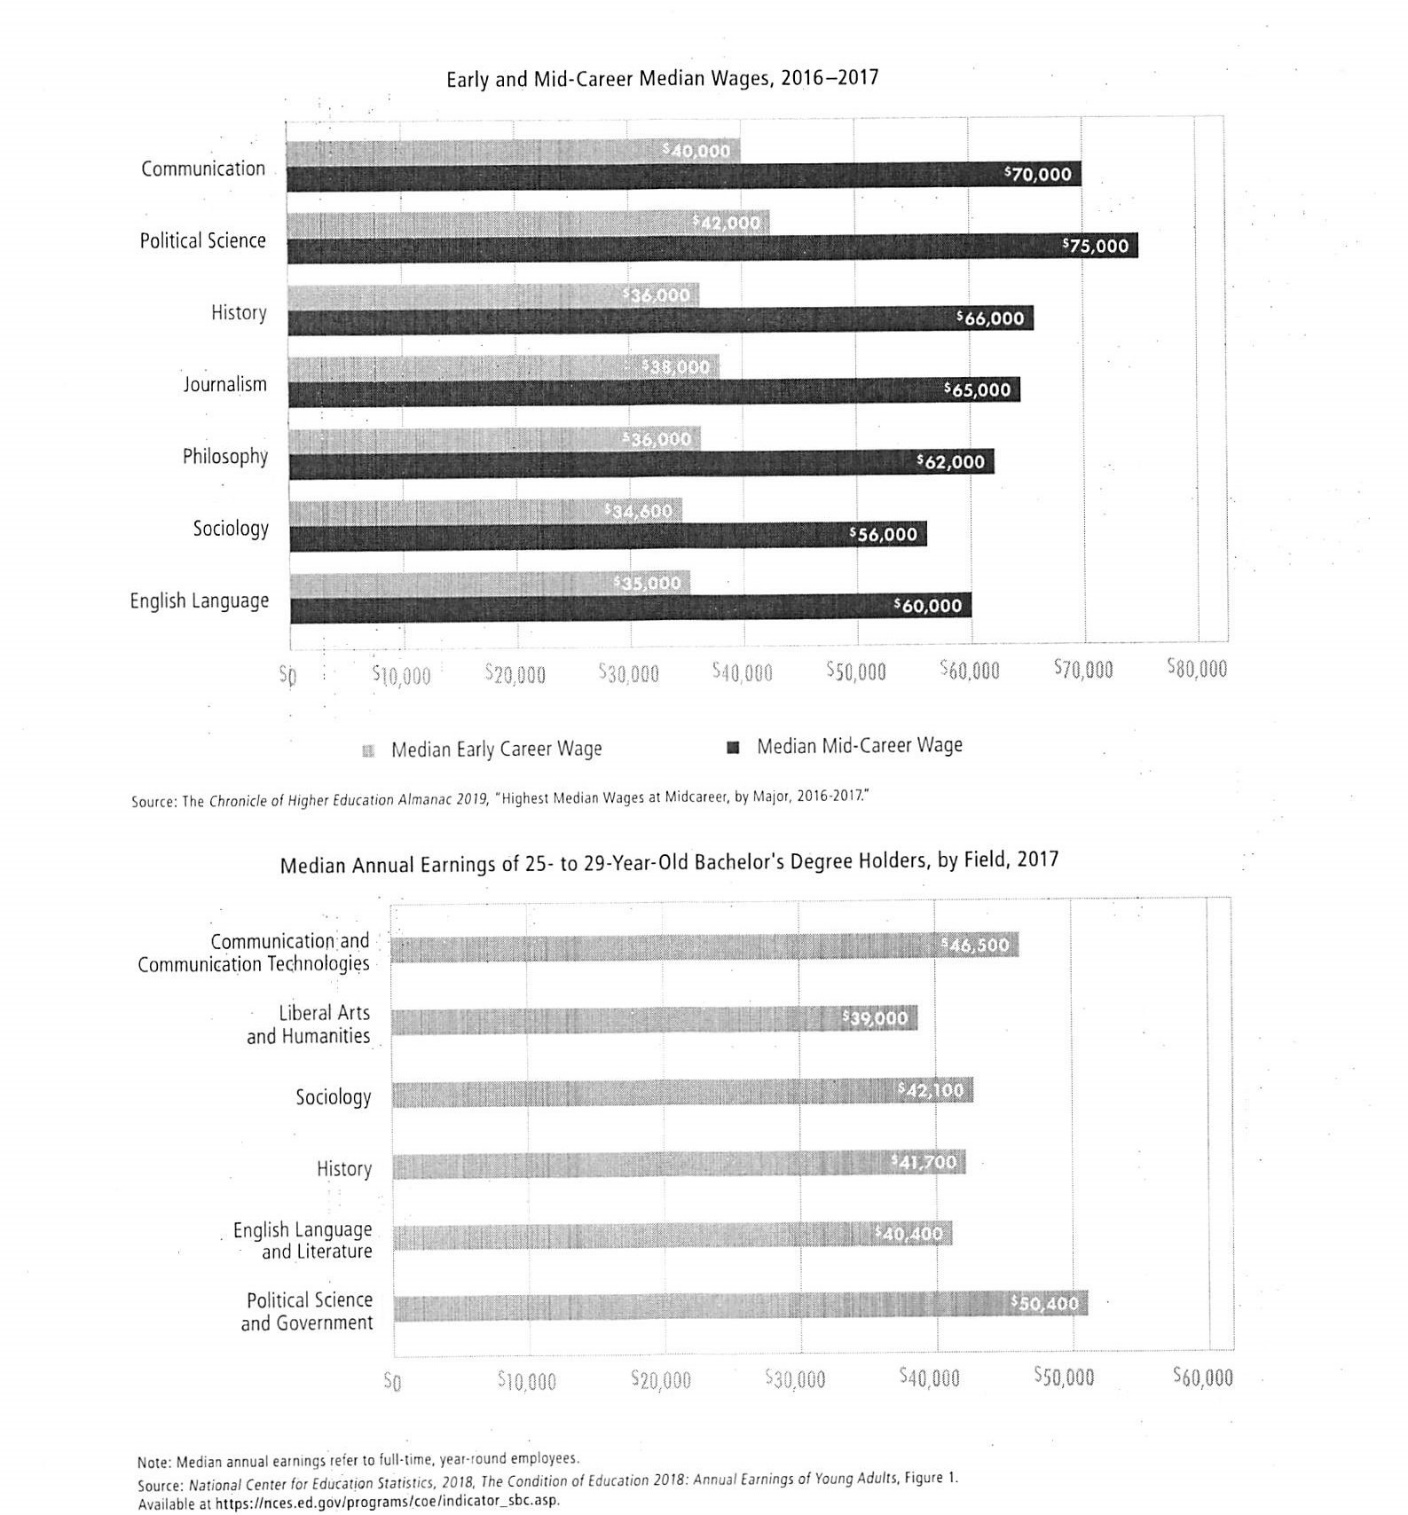 Early and Mid-Career Median Wages, 2016–2017
Communication
$40,000
$70,000
Political Science
$42,000
$75,000
History
$36,000
$66,000
Journalism
$38,000
$65,000
Philosophy
$36,000
$62,000
Sociology
$34,600
$56,000
English Language
$35,000
$60,000
$0 $10,000 $20,000 $30,000 $40,000 $50,000 $60,000 $70,000 $80,000
Median Early Career Wage Median Mid-Career Wage
Source: The Chronicle of Higher Education Almanac 2019, "Highest Median Wages at Midcareer, by Major, 2016-2017."
Median Annual Earnings of 25- to 29-Year-Old Bachelor's Degree Holders, by Field, 2017
Communication and
Communication Technologies
$46,500
Liberal Arts
and Humanities
$39,000
Sociology
$42,100
History
$41,700
English Language
and Literature
$40,400
Political Science
and Government
$50,400
$0 $10,000 $20,000 $30,000 $40,000 $50,000 $60,000
Note: Median annual earnings refer to full-time, year-round employees.
Source: National Center for Education Statistics, 2018, The Condition of Education 2018: Annual Earnings of Young Adults, Figure 1.
Available at https://nces.ed.gov/programs/coe/indicator_sbc.asp.